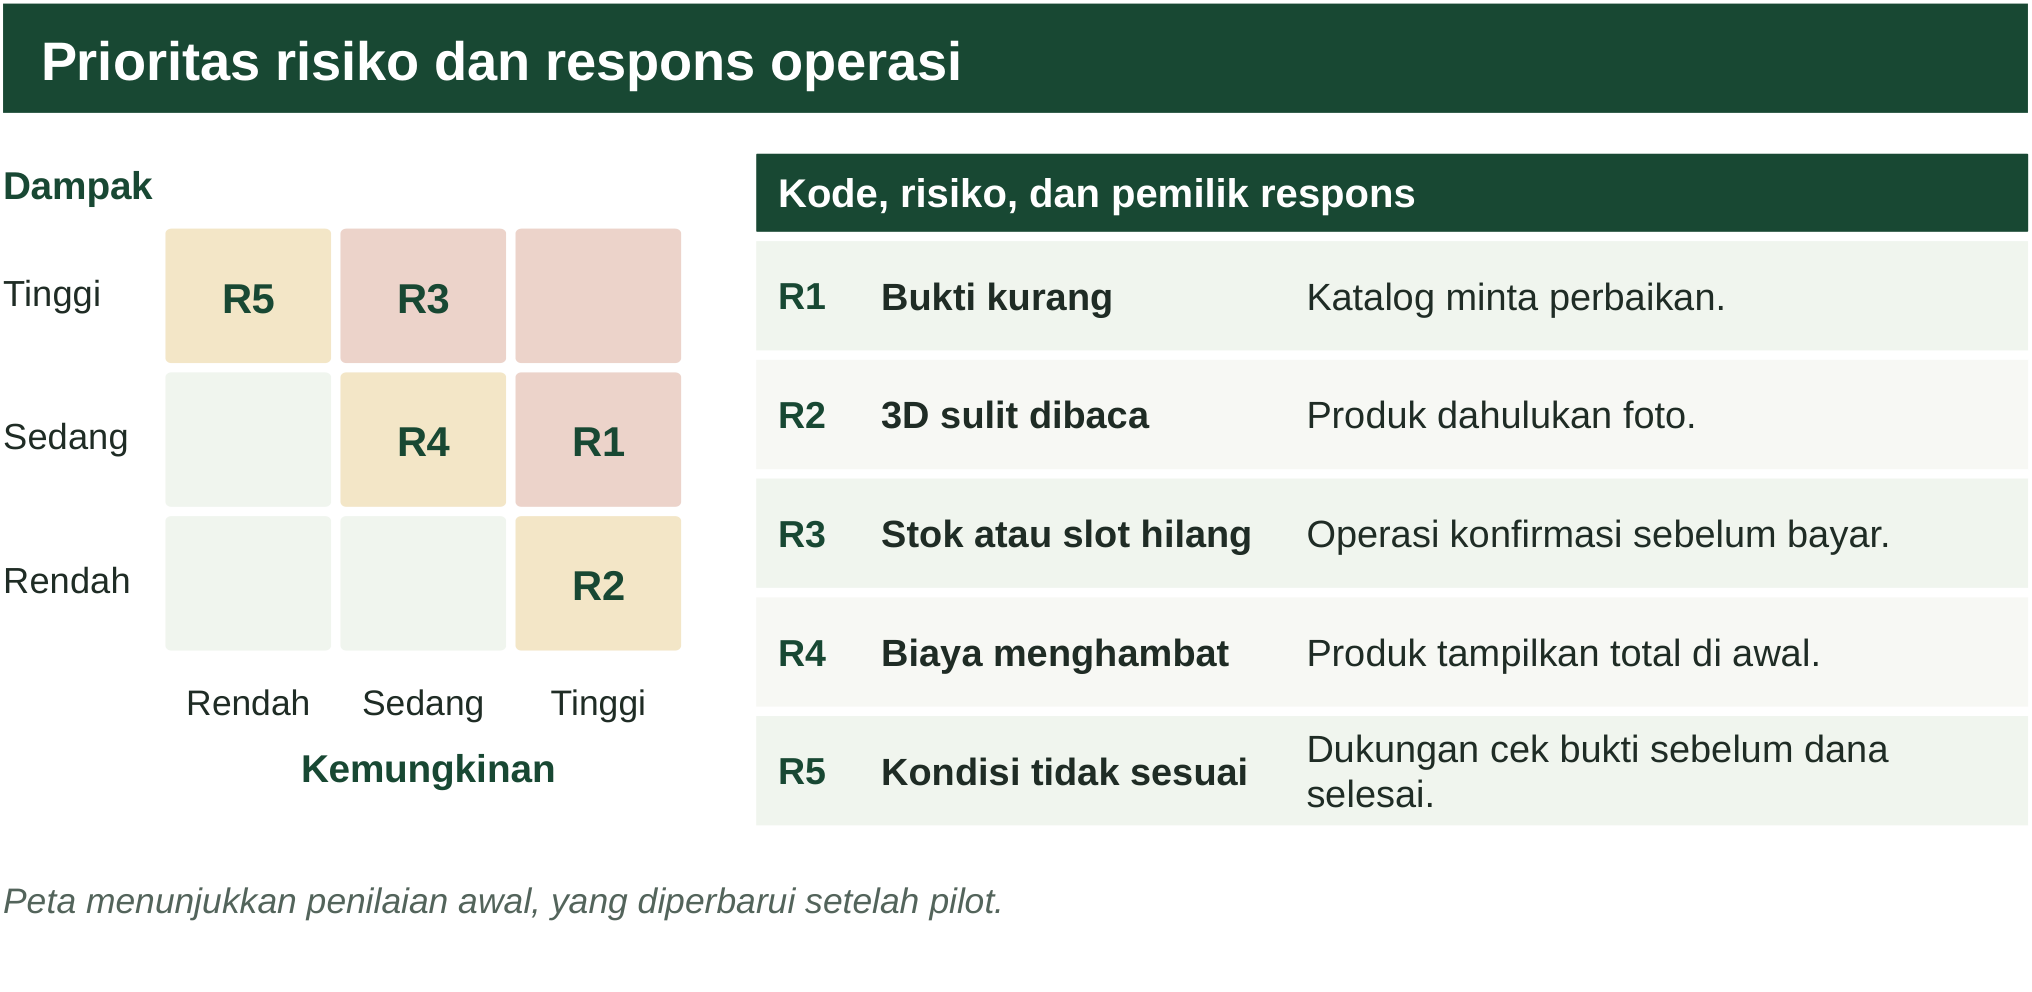 Prioritas risiko dan respons operasi
Dampak
Tinggi
R5
R3
Sedang
R4
R1
Rendah
R2
Rendah
Sedang
Tinggi
Kemungkinan
Kode, risiko, dan pemilik respons
R1 Bukti kurang Katalog minta perbaikan.
R2 3D sulit dibaca Produk dahulukan foto.
R3 Stok atau slot hilang Operasi konfirmasi sebelum bayar.
R4 Biaya menghambat Produk tampilkan total di awal.
R5 Kondisi tidak sesuai Dukungan cek bukti sebelum dana
selesai.
Peta menunjukkan penilaian awal, yang diperbarui setelah pilot.